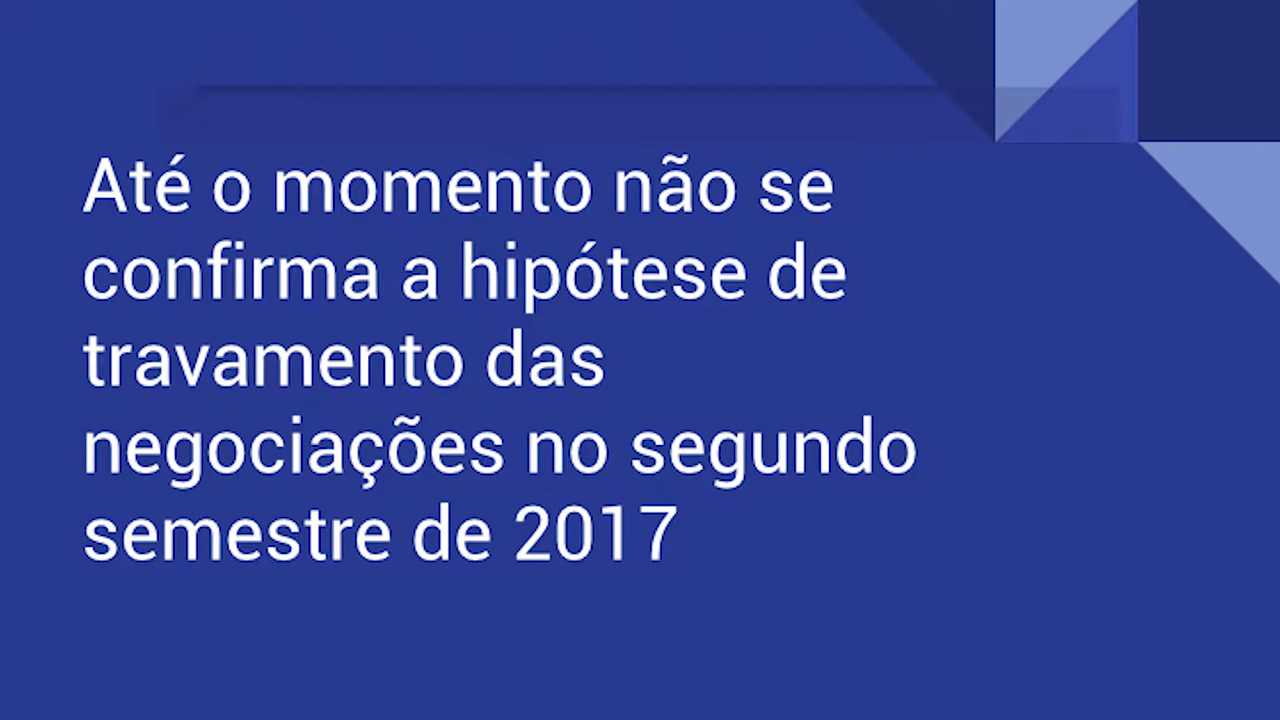 Até o momento não se
confirma a hipótese de
travamento das
negociações no segundo
semestre de 2017